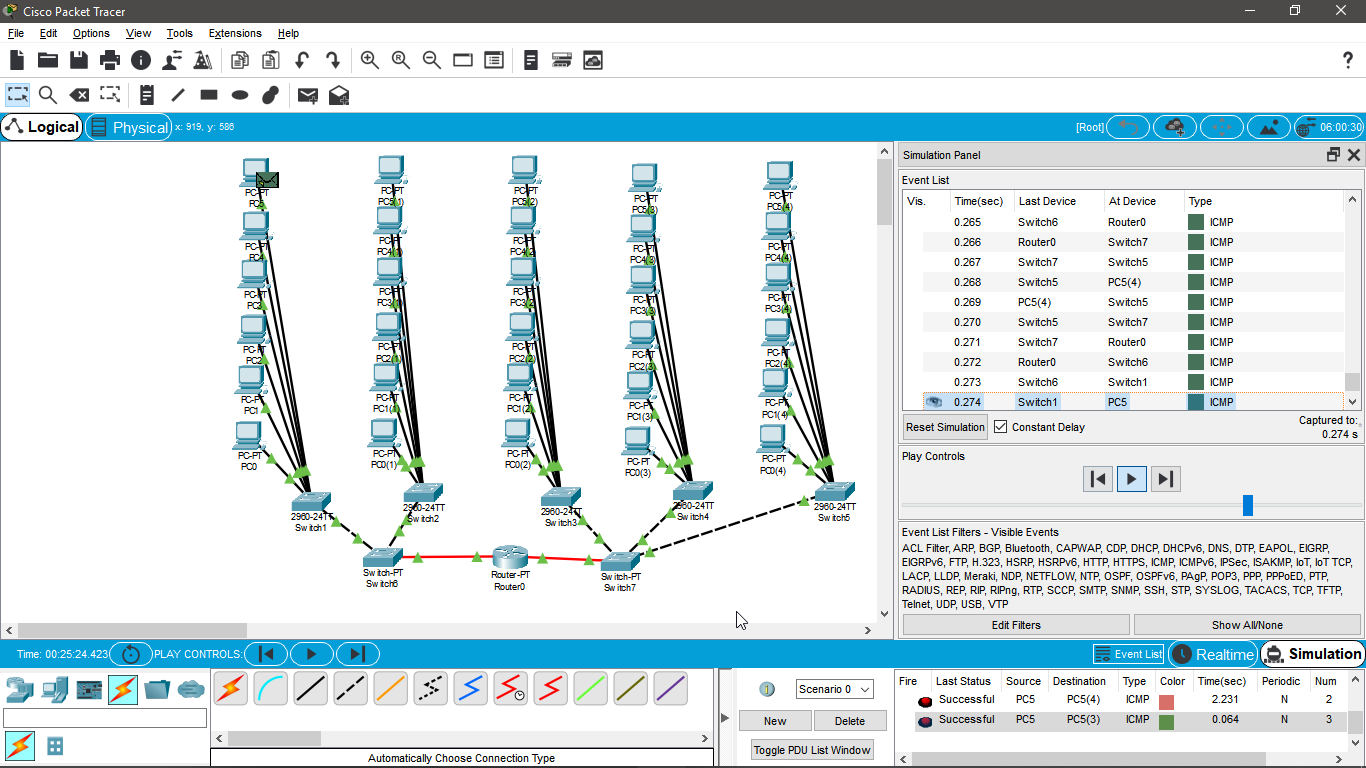 Cisco Packet Tracer
File Edit Options View Tools Extensions Help
Logical Physical x: 919, y: 586 [Root] 06:00:30
PC-PT
PC5
PC-PT
PC4
PC-PT
PC3
PC-PT
PC2
PC-PT
PC1
PC-PT
PC0
PC-PT
PC5(1)
PC-PT
PC4(1)
PC-PT
PC3(1)
PC-PT
PC2(1)
PC-PT
PC1(1)
PC-PT
PC0(1)
PC-PT
PC5(2)
PC-PT
PC4(2)
PC-PT
PC3(2)
PC-PT
PC2(2)
PC-PT
PC1(2)
PC-PT
PC0(2)
PC-PT
PC5(3)
PC-PT
PC4(3)
PC-PT
PC3(3)
PC-PT
PC2(3)
PC-PT
PC1(3)
PC-PT
PC0(3)
PC-PT
PC5(4)
PC-PT
PC4(4)
PC-PT
PC3(4)
PC-PT
PC2(4)
PC-PT
PC1(4)
PC-PT
PC0(4)
2960-24TT
Switch1
2960-24TT
Switch2
2960-24TT
Switch3
2960-24TT
Switch4
2960-24TT
Switch5
Switch-PT
Switch6
Router-PT
Router0
Switch-PT
Switch7
Simulation Panel
Event List
Vis. Time(sec) Last Device At Device Type
0.265 Switch6 Router0 ICMP
0.266 Router0 Switch7 ICMP
0.267 Switch7 Switch5 ICMP
0.268 Switch5 PC5(4) ICMP
0.269 PC5(4) Switch5 ICMP
0.270 Switch5 Switch7 ICMP
0.271 Switch7 Router0 ICMP
0.272 Router0 Switch6 ICMP
0.273 Switch6 Switch1 ICMP
0.274 Switch1 PC5 ICMP
Reset Simulation Constant Delay Captured to:
0.274 s
Play Controls
Event List Filters - Visible Events
ACL Filter, ARP, BGP, Bluetooth, CAPWAP, CDP, DHCP, DHCPv6, DNS, DTP, EAPOL, EIGRP,
EIGRPv6, FTP, H.323, HSRP, HSRPv6, HTTP, HTTPS, ICMP, ICMPv6, IPSec, ISAKMP, IoT, IoT TCP,
LACP, LLDP, Meraki, NDP, NETFLOW, NTP, OSPF, OSPFv6, PAgP, POP3, PPP, PPPoED, PTP,
RADIUS, REP, RIP, RIPng, RTP, SCCP, SMTP, SNMP, SSH, STP, SYSLOG, TACACS, TCP, TFTP,
Telnet, UDP, USB, VTP
Edit Filters Show All/None
Time: 00:25:24.423 PLAY CONTROLS: Event List Realtime Simulation
Scenario 0
New Delete
Toggle PDU List Window
Fire Last Status Source Destination Type Color Time(sec) Periodic Num
Successful PC5 PC5(4) ICMP 2.231 N 2
Successful PC5 PC5(3) ICMP 0.064 N 3
Automatically Choose Connection Type